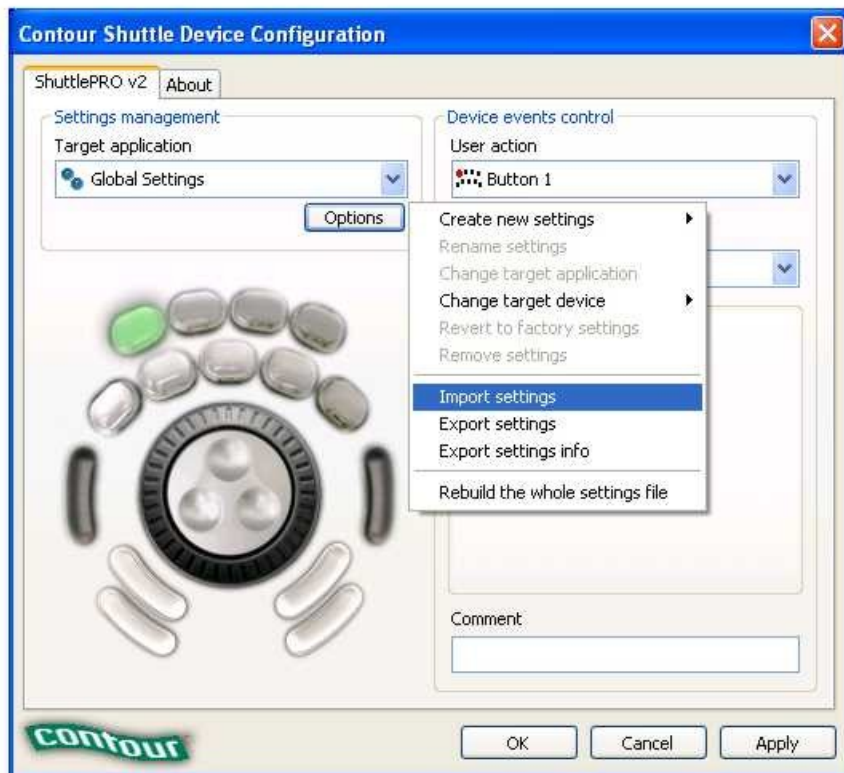 Contour Shuttle Device Configuration
ShuttlePRO v2
About
Settings management
Target application
Global Settings
Options
Device events control
User action
Button 1
Create new settings
Rename settings
Change target application
Change target device
Revert to factory settings
Remove settings
Import settings
Export settings
Export settings info
Rebuild the whole settings file
Comment
contour
OK
Cancel
Apply